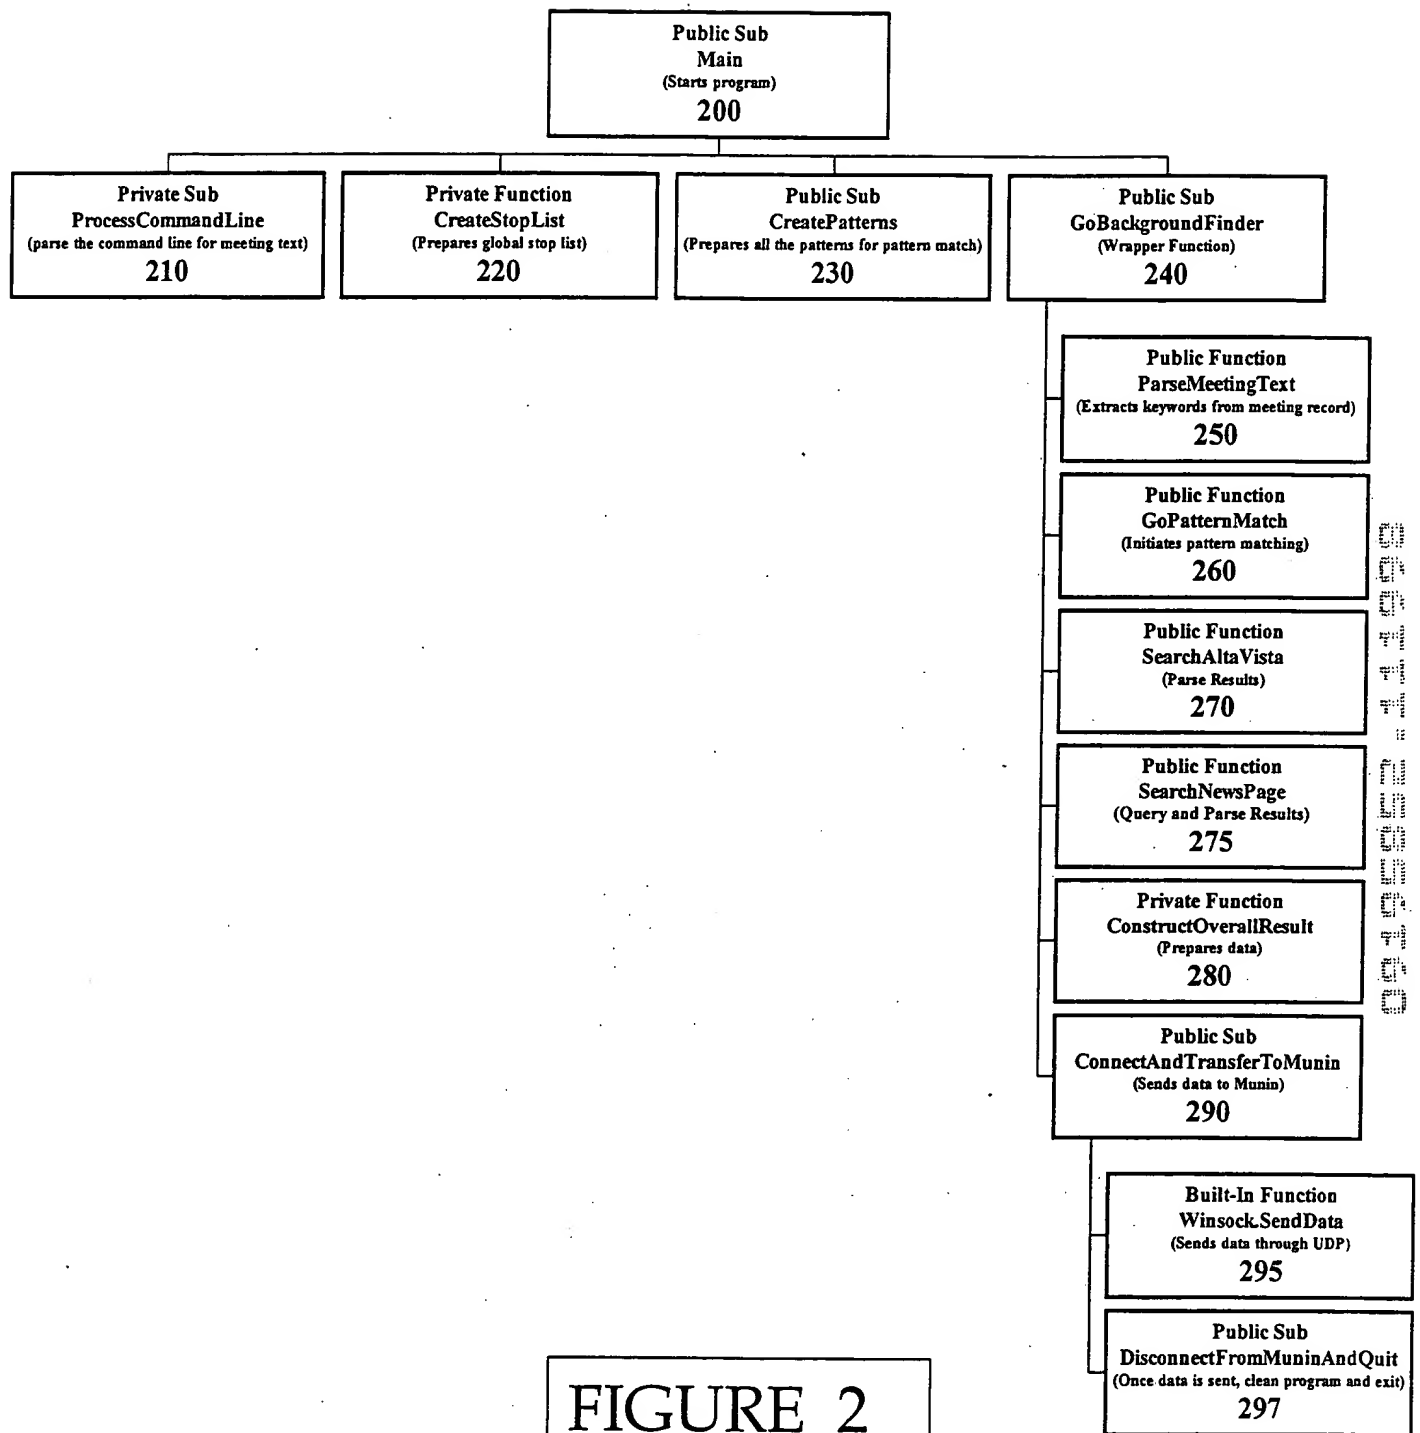 Public Sub
Main
(Starts program)
200
Private Sub
ProcessCommandLine
(parse the command line for meeting text)
210
Private Function
CreateStopList
(Prepares global stop list)
220
Public Sub
CreatePatterns
(Prepares all the patterns for pattern match)
230
Public Sub
GoBackgroundFinder
(Wrapper Function)
240
Public Function
ParseMeetingText
(Extracts keywords from meeting record)
250
Public Function
GoPatternMatch
(Initiates pattern matching)
260
Public Function
SearchAltaVista
(Parse Results)
270
Public Function
SearchNewsPage
(Query and Parse Results)
275
Private Function
ConstructOverallResult
(Prepares data)
280
Public Sub
ConnectAndTransferToMunin
(Sends data to Munin)
290
Built-In Function
Winsock.SendData
(Sends data through UDP)
295
Public Sub
DisconnectFromMuninAndQuit
(Once data is sent, clean program and exit)
297
FIGURE 2